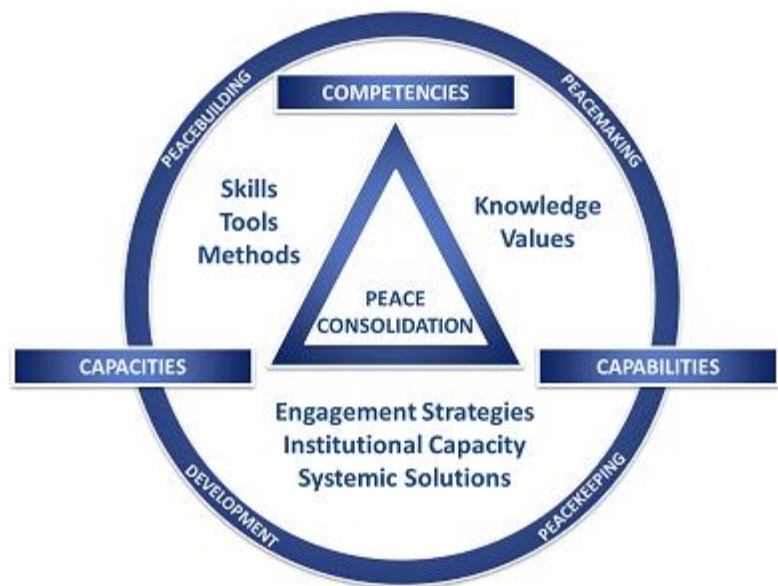 PEACEBUILDING
PEACEMAKING
COMPETENCIES
Skills
Tools
Methods
Knowledge
Values
PEACE
CONSOLIDATION
CAPACITIES
CAPABILITIES
Engagement Strategies
Institutional Capacity
Systemic Solutions
DEVELOPMENT
PEACEKEEPING